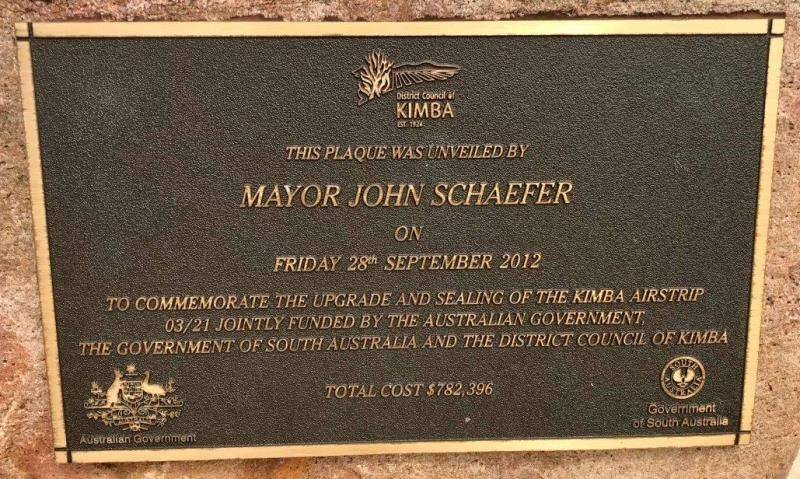 District Council of
KIMBA
EST. 1924
THIS PLAQUE WAS UNVEILED BY
MAYOR JOHN SCHAEFER
ON
FRIDAY 28th SEPTEMBER 2012
TO COMMEMORATE THE UPGRADE AND SEALING OF THE KIMBA AIRSTRIP
03/21 JOINTLY FUNDED BY THE AUSTRALIAN GOVERNMENT,
THE GOVERNMENT OF SOUTH AUSTRALIA AND THE DISTRICT COUNCIL OF KIMBA
TOTAL COST $782,396
AUSTRALIA
Australian Government
SOUTH
AUSTRALIA
Government
of South Australia